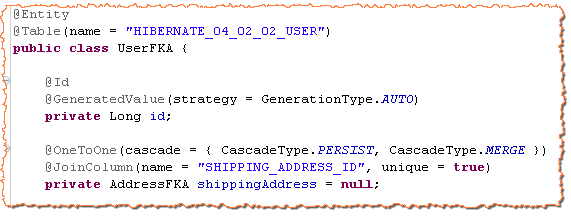 @Entity
@Table(name = "HIBERNATE_04_02_02_USER")
public class UserFKA {
@Id
@GeneratedValue(strategy = GenerationType.AUTO)
private Long id;
@OneToOne(cascade = { CascadeType.PERSIST, CascadeType.MERGE })
@JoinColumn(name = "SHIPPING_ADDRESS_ID", unique = true)
private AddressFKA shippingAddress = null;